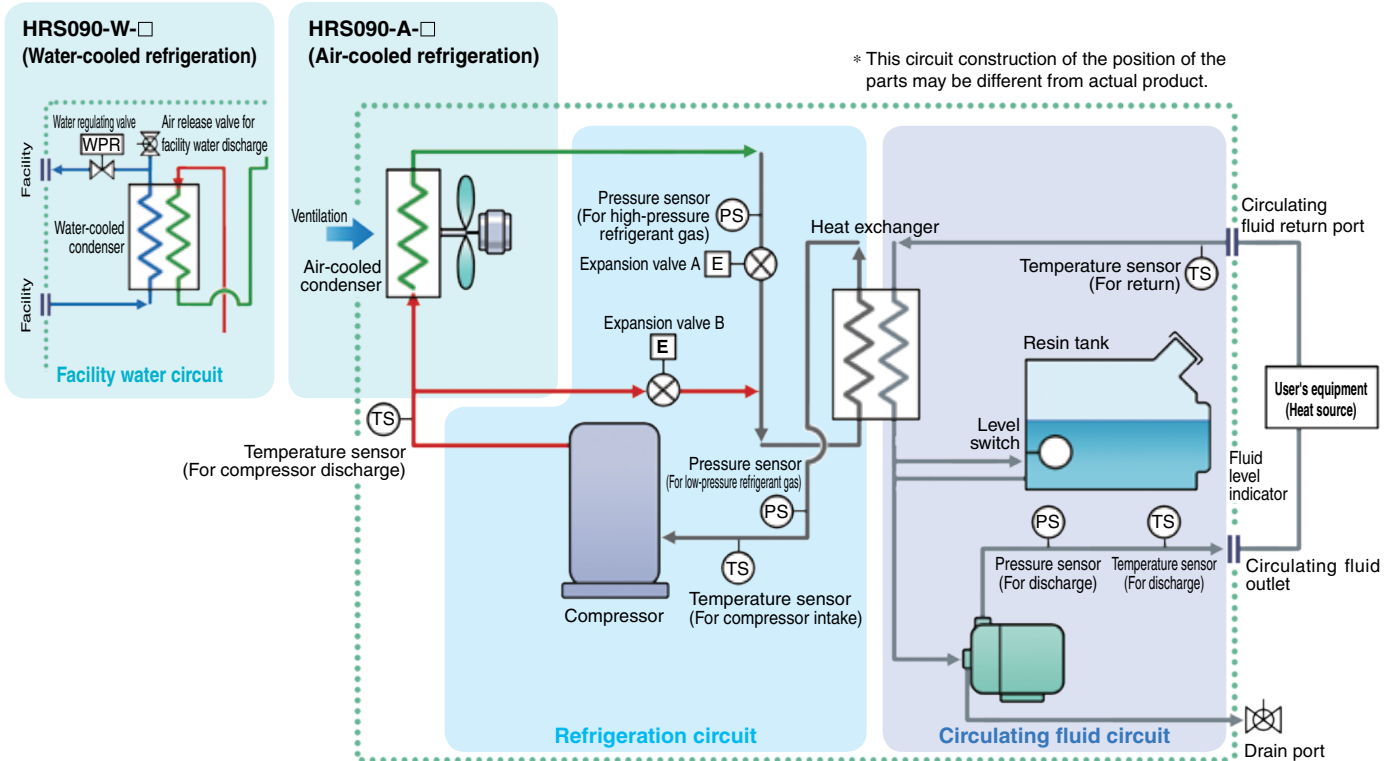 HRS090-W-□
(Water-cooled refrigeration)
Water regulating valve
WPR
Air release valve for
facility water discharge
Facility
Water-cooled
condenser
Facility
Facility water circuit
HRS090-A-□
(Air-cooled refrigeration)
* This circuit construction of the position of the
parts may be different from actual product.
Ventilation
Air-cooled
condenser
Pressure sensor
(For high-pressure
refrigerant gas)
PS
Expansion valve A
E
Expansion valve B
E
TS
Temperature sensor
(For compressor discharge)
Compressor
Pressure sensor
(For low-pressure refrigerant gas)
PS
TS
Temperature sensor
(For compressor intake)
Refrigeration circuit
Heat exchanger
Circulating
fluid return port
Temperature sensor
(For return)
TS
Resin tank
Level
switch
Fluid
level
indicator
User's equipment
(Heat source)
PS
Pressure sensor
(For discharge)
TS
Temperature sensor
(For discharge)
Circulating fluid
outlet
Circulating fluid circuit
Drain port